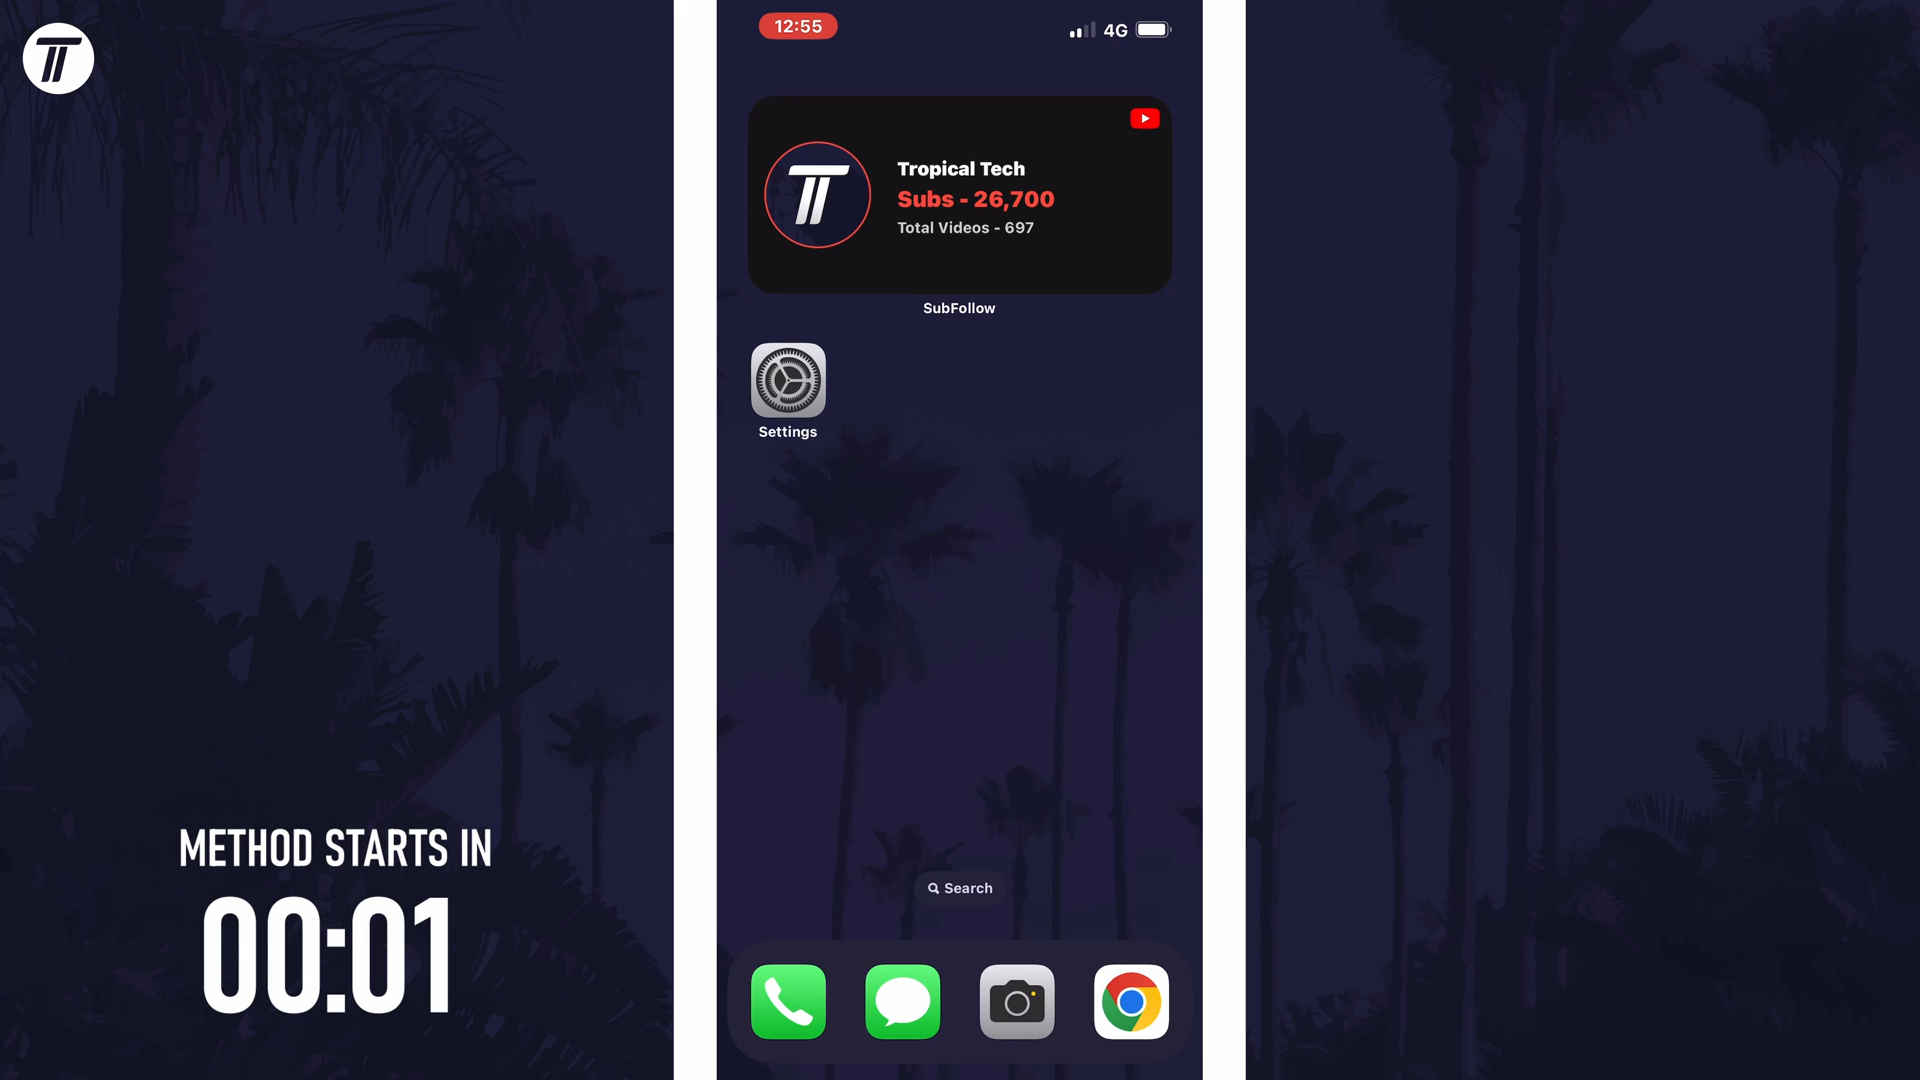 12:55
4G
Tropical Tech
Subs - 26,700
Total Videos - 697
SubFollow
Settings
Search
METHOD STARTS IN
00:01